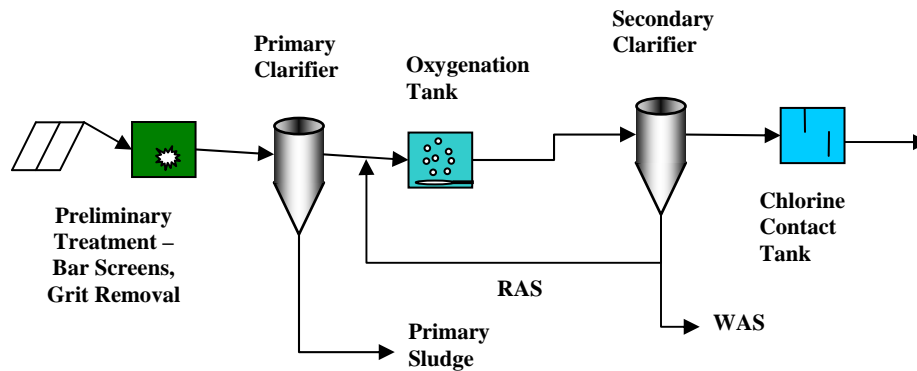 Primary
Clarifier
Oxygenation
Tank
Secondary
Clarifier
Preliminary
Treatment –
Bar Screens,
Grit Removal
Chlorine
Contact
Tank
RAS
WAS
Primary
Sludge